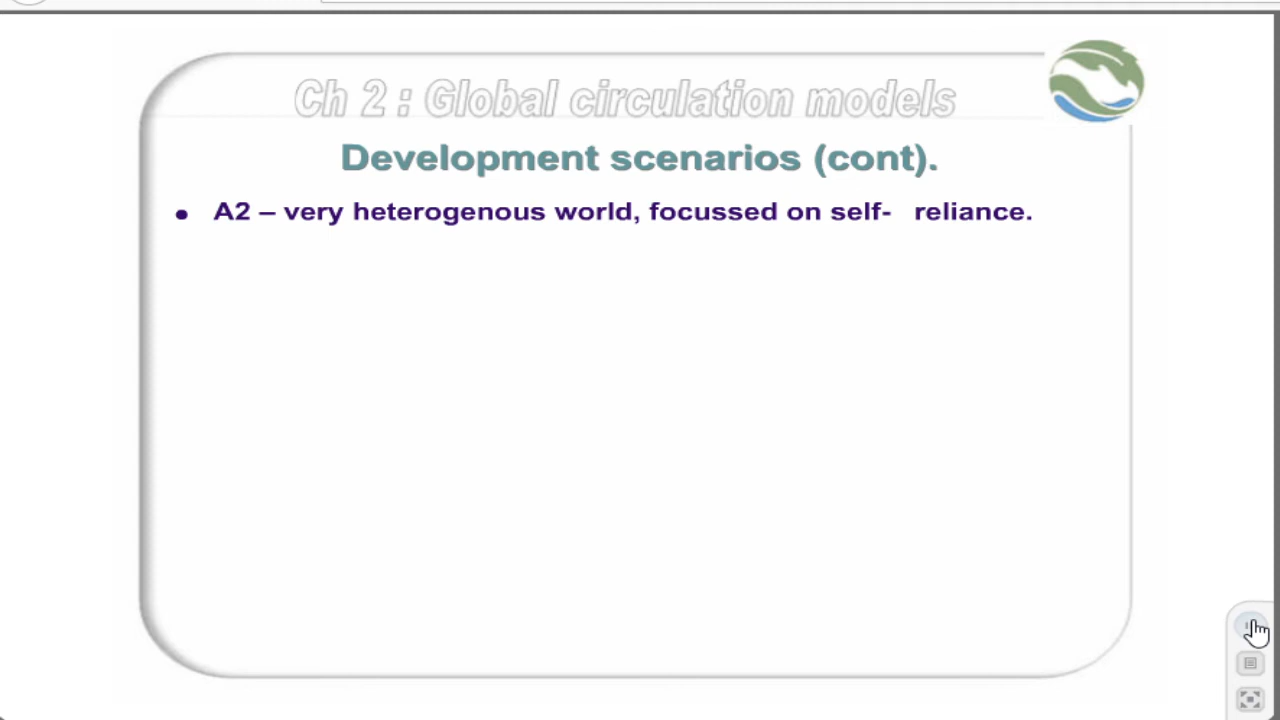 Ch 2 : Global circulation models
Development scenarios (cont).
• A2 – very heterogenous world, focussed on self- reliance.